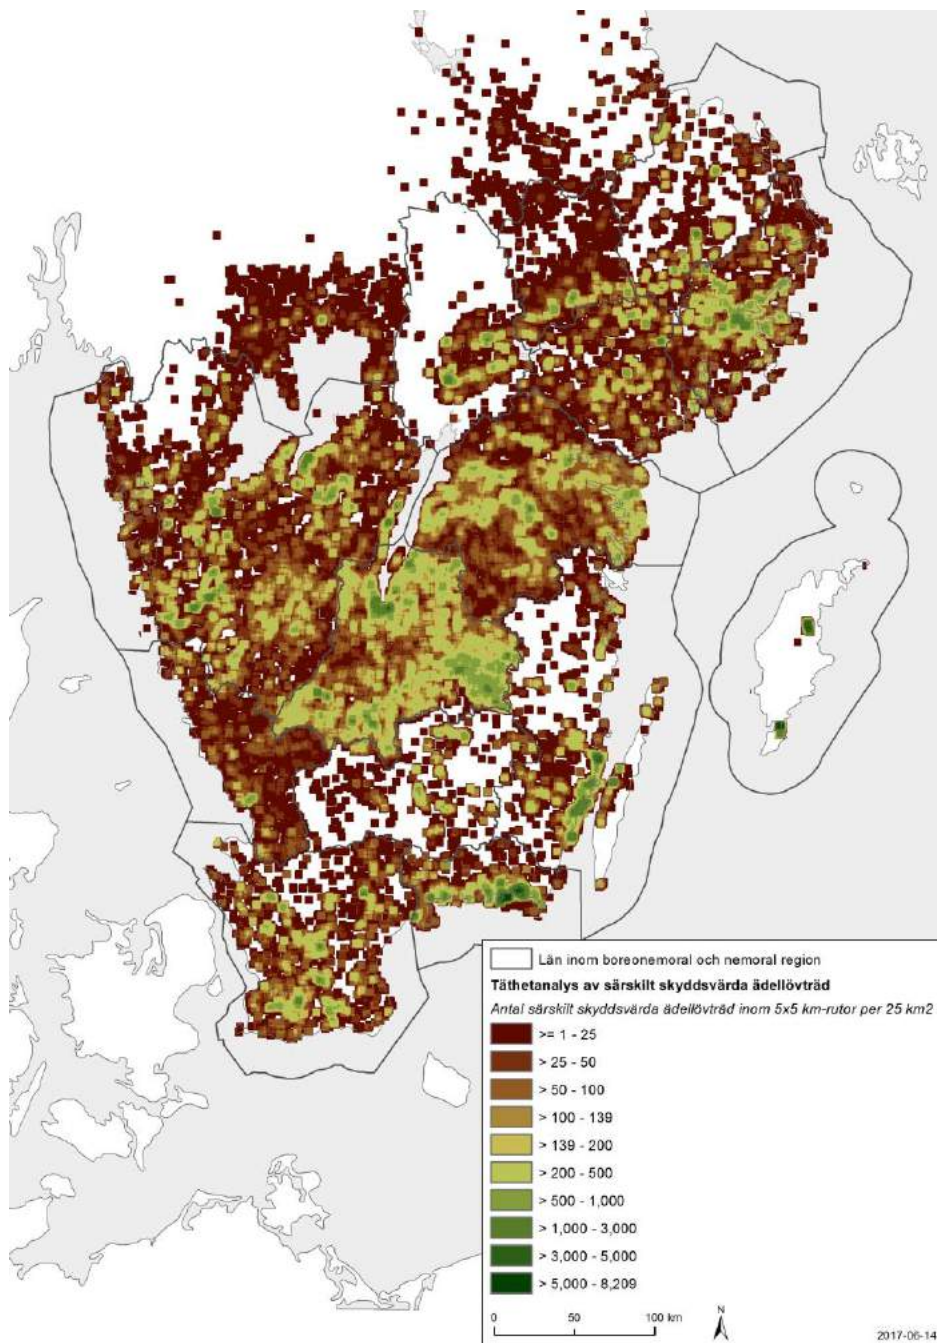 Län inom boreonemoral och nemoral region
Täthetanalys av särskilt skyddsvärda ädellövträd
Antal särskilt skyddsvärda ädellövträd inom 5x5 km-rutor per 25 km2
>= 1 - 25
> 25 - 50
> 50 - 100
> 100 - 139
> 139 - 200
> 200 - 500
> 500 - 1,000
> 1,000 - 3,000
> 3,000 - 5,000
> 5,000 - 8,209
0 50 100 km
N
2017-06-14